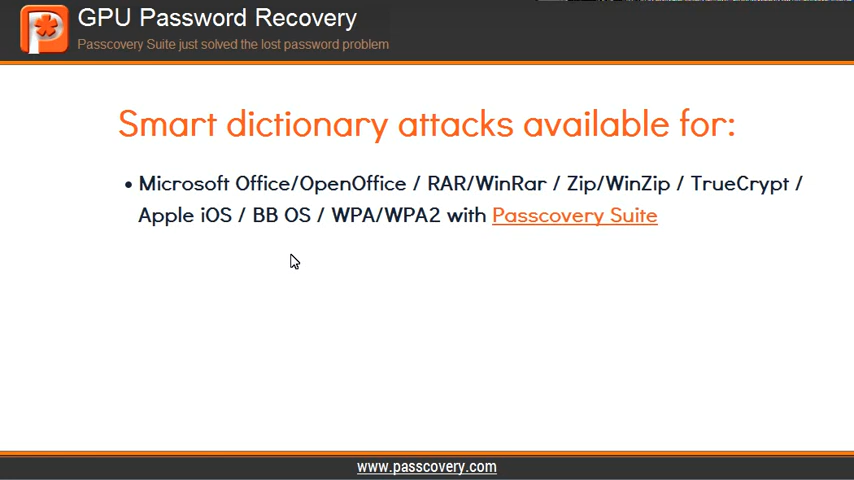 GPU Password Recovery
Passcovery Suite just solved the lost password problem
Smart dictionary attacks available for:
• Microsoft Office/OpenOffice / RAR/WinRar / Zip/WinZip / TrueCrypt /
Apple iOS / BB OS / WPA/WPA2 with Passcovery Suite
www.passcovery.com